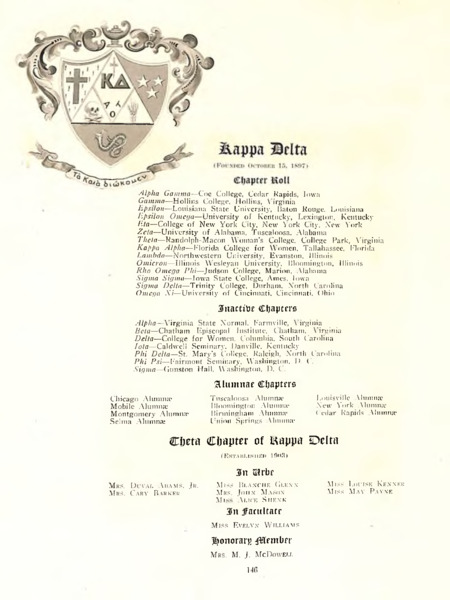 ΚΔ
Α Τ Ο
Τα καλα διωκομεν
Kappa Delta
(Founded October 15, 1897)
Chapter Roll
Alpha Gamma—Coe College, Cedar Rapids, Iowa
Gamma—Hollins College, Hollins, Virginia
Epsilon—Louisiana State University, Baton Rouge, Louisiana
Epsilon Omega—University of Kentucky, Lexington, Kentucky
Eta—College of New York City, New York City, New York
Zeta—University of Alabama, Tuscaloosa, Alabama
Theta—Randolph-Macon Woman's College, College Park, Virginia
Kappa Alpha—Florida College for Women, Tallahassee, Florida
Lambda—Northwestern University, Evanston, Illinois
Omicron—Illinois Wesleyan University, Bloomington, Illinois
Rho Omega Phi—Judson College, Marion, Alabama
Sigma Sigma—Iowa State College, Ames, Iowa
Sigma Delta—Trinity College, Durham, North Carolina
Omega Xi—University of Cincinnati, Cincinnati, Ohio
Inactive Chapters
Alpha—Virginia State Normal, Farmville, Virginia
Beta—Chatham Episcopal Institute, Chatham, Virginia
Delta—College for Women, Columbia, South Carolina
Iota—Caldwell Seminary, Danville, Kentucky
Phi Delta—St. Mary's College, Raleigh, North Carolina
Phi Psi—Fairmont Seminary, Washington, D. C.
Sigma—Gunston Hall, Washington, D. C.
Alumnae Chapters
Chicago Alumnæ Tuscaloosa Alumnæ Louisville Alumnæ
Mobile Alumnæ Bloomington Alumnæ New York Alumnæ
Montgomery Alumnæ Birmingham Alumnæ Cedar Rapids Alumnæ
Selma Alumnæ Union Springs Alumnæ
Theta Chapter of Kappa Delta
(Established 1903)
In Urbe
Mrs. Duval Adams, Jr. Miss Blanche Glenn Miss Louise Kenner
Mrs. Cary Barker Mrs. John Mason Miss May Payne
Miss Alice Shenk
In Facultate
Miss Evelyn Williams
Honorary Member
Mrs. M. J. McDowell
146